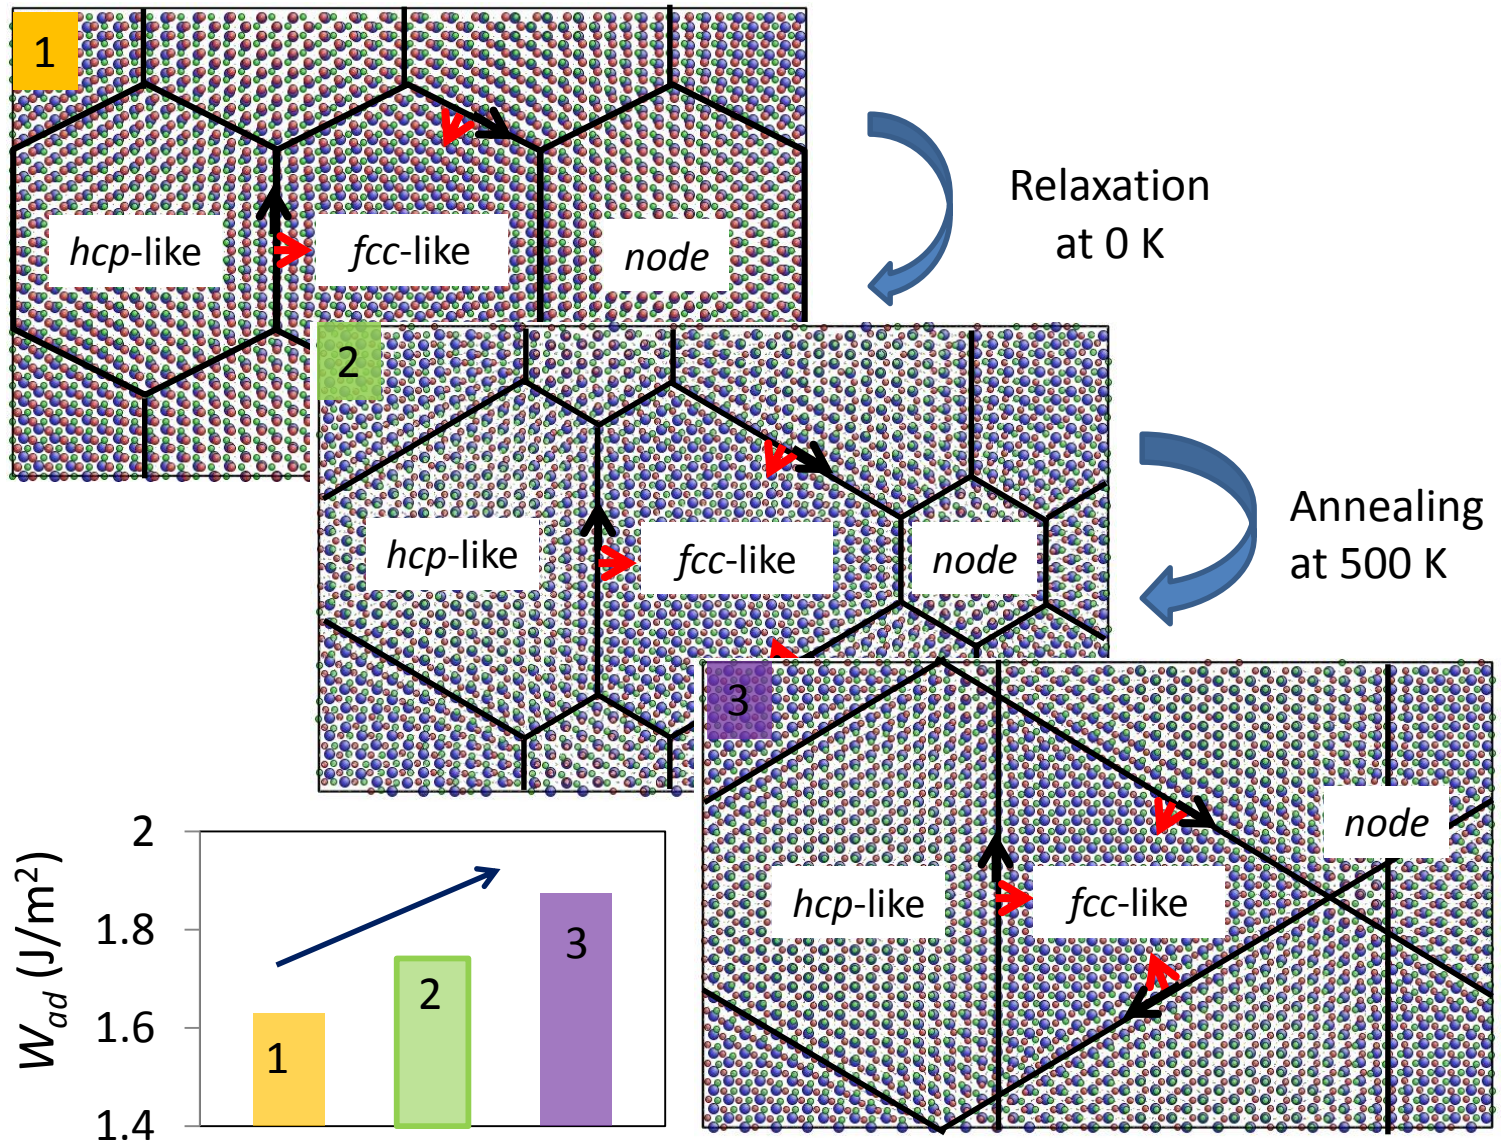 1
hcp-like
fcc-like
node
Relaxation
at 0 K
2
hcp-like
fcc-like
node
Annealing
at 500 K
3
hcp-like
fcc-like
node
W_ad (J/m²)
2
1.8
1.6
1.4
1
2
3